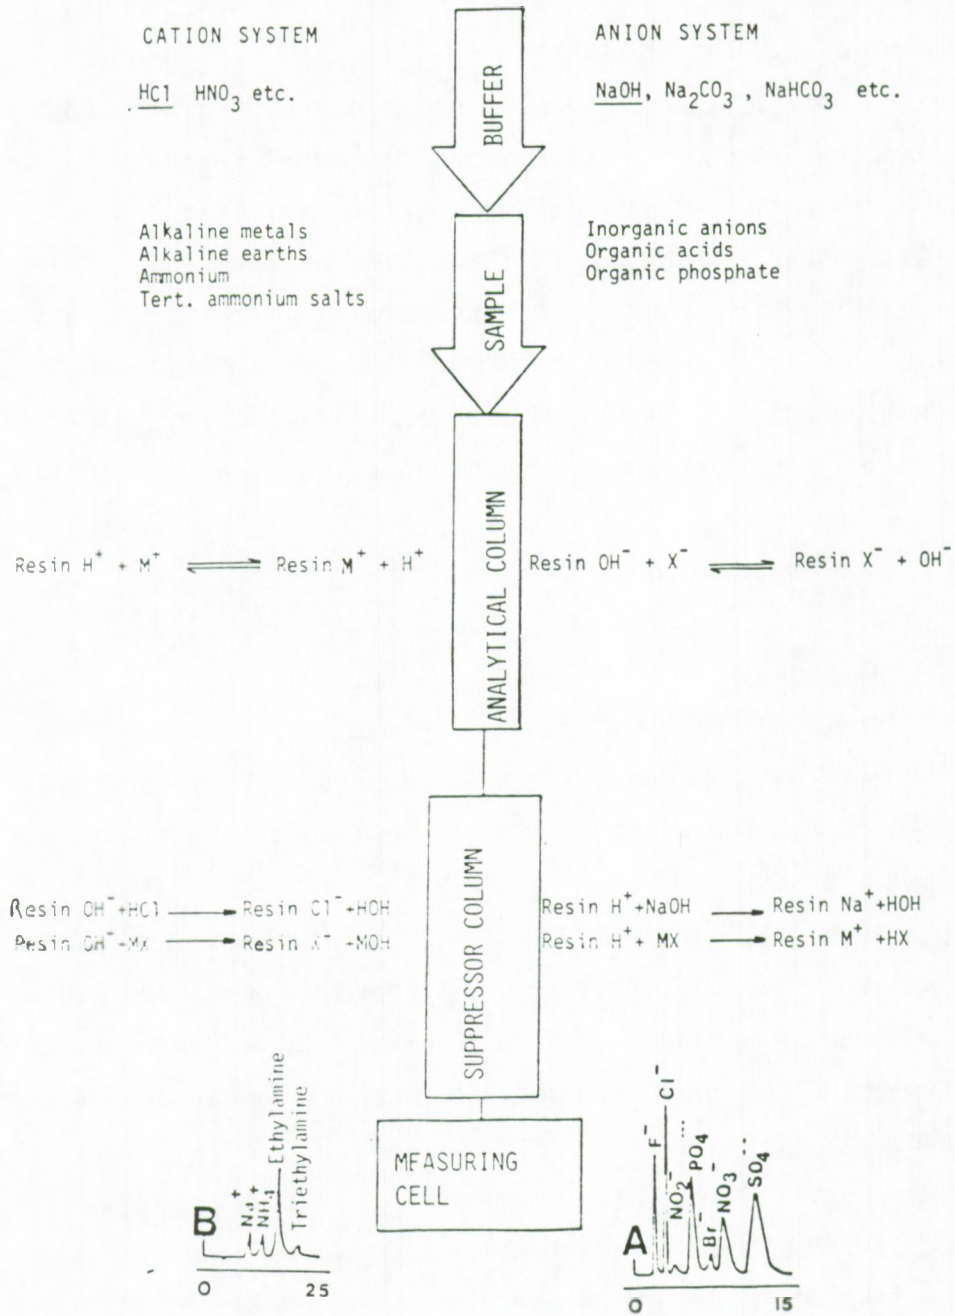 CATION SYSTEM
HCl HNO₃ etc.
ANION SYSTEM
NaOH, Na₂CO₃ , NaHCO₃ etc.
BUFFER
Alkaline metals
Alkaline earths
Ammonium
Tert. ammonium salts
Inorganic anions
Organic acids
Organic phosphate
SAMPLE
ANALYTICAL COLUMN
Resin H⁺ + M⁺ ⇌ Resin M⁺ + H⁺
Resin OH⁻ + X⁻ ⇌ Resin X⁻ + OH⁻
SUPPRESSOR COLUMN
Resin OH⁻+HCl → Resin Cl⁻+HOH
Resin OH⁻+MX → Resin X⁻+MOH
Resin H⁺+NaOH → Resin Na⁺+HOH
Resin H⁺+ MX → Resin M⁺ +HX
MEASURING
CELL
B
Na⁺
NH₄⁺
Ethylamine
Triethylamine
0 25
A
F⁻
Cl⁻
NO₂⁻
PO₄⁻⁻⁻
Br⁻
NO₃⁻
SO₄⁻⁻
0 15